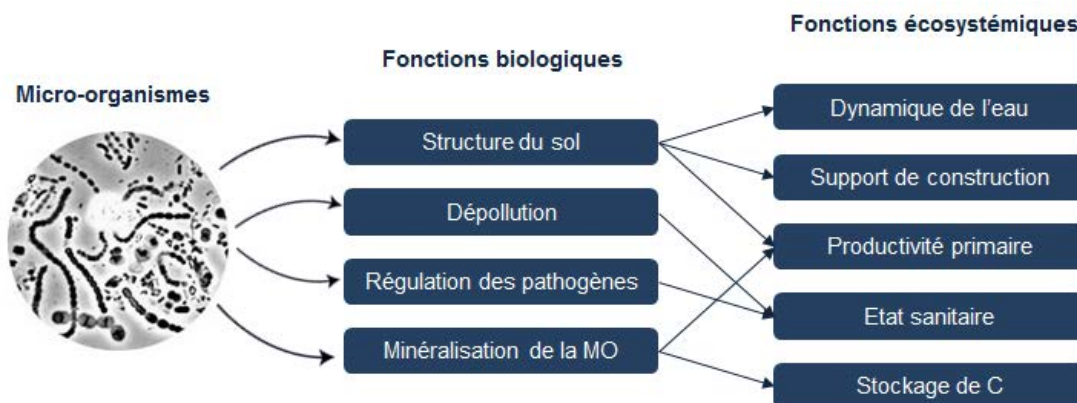 Micro-organismes
Fonctions biologiques
Structure du sol
Dépollution
Régulation des pathogènes
Minéralisation de la MO
Fonctions écosystémiques
Dynamique de l'eau
Support de construction
Productivité primaire
Etat sanitaire
Stockage de C